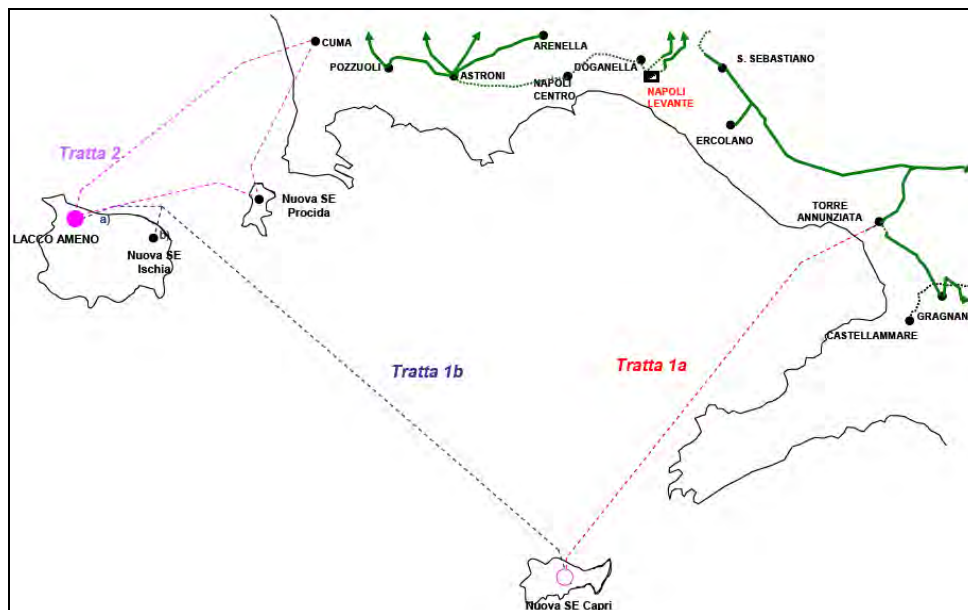 CUMA
ARENELLA
POZZUOLI
ASTRONI
DOGANELLA
S. SEBASTIANO
NAPOLI
CENTRO
NAPOLI
LEVANTE
ERCOLANO
Tratta 2
Nuova SE
Procida
a)
LACCO AMENO
b)
Nuova SE
Ischia
TORRE
ANNUNZIATA
GRAGNAN
CASTELLAMMARE
Tratta 1b
Tratta 1a
Nuova SE Capri